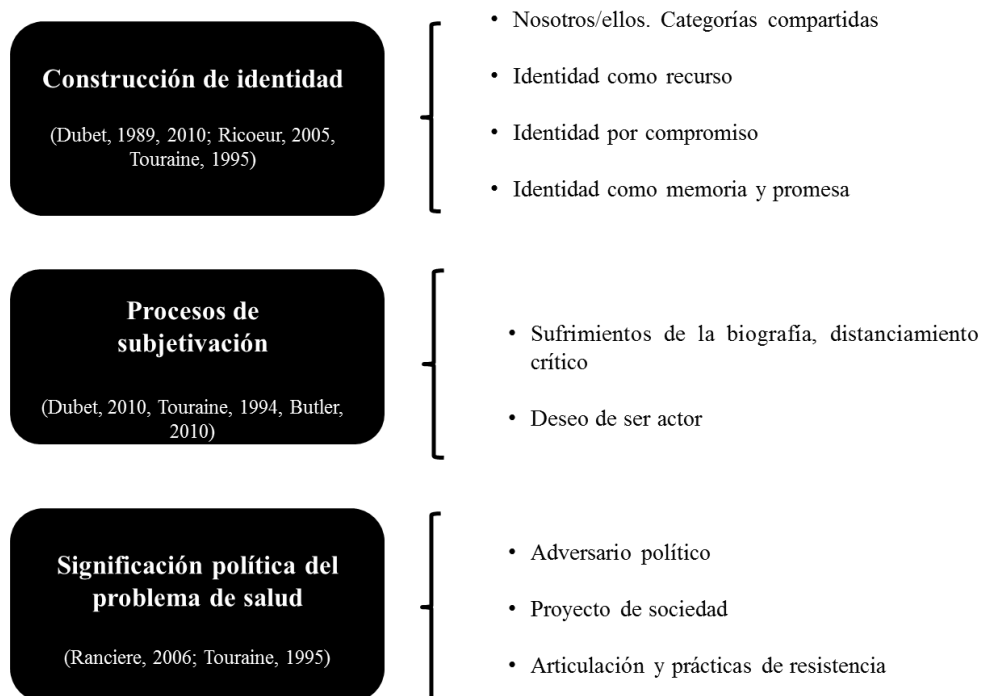 Construcción de identidad
(Dubet, 1989, 2010; Ricoeur, 2005,
Touraine, 1995)
• Nosotros/ellos. Categorías compartidas
• Identidad como recurso
• Identidad por compromiso
• Identidad como memoria y promesa
Procesos de
subjetivación
(Dubet, 2010, Touraine, 1994, Butler,
2010)
• Sufrimientos de la biografía, distanciamiento
crítico
• Deseo de ser actor
Significación política del
problema de salud
(Ranciere, 2006; Touraine, 1995)
• Adversario político
• Proyecto de sociedad
• Articulación y prácticas de resistencia